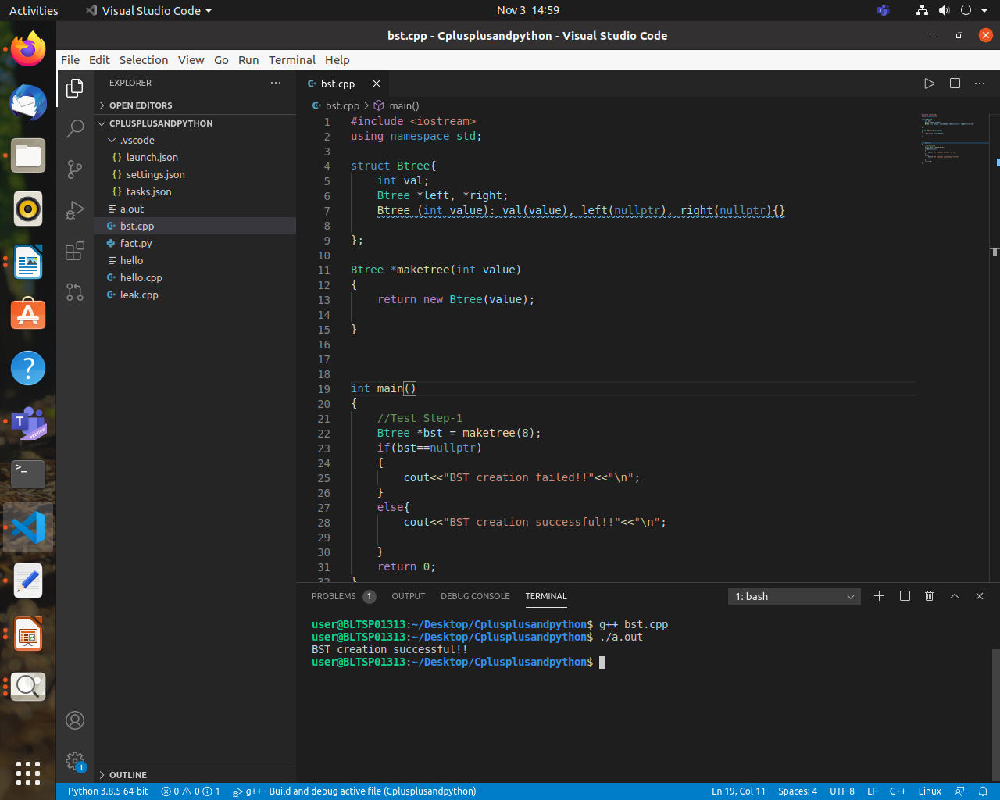 Activities
Visual Studio Code
Nov 3 14:59
bst.cpp - Cplusplusandpython - Visual Studio Code
File Edit Selection View Go Run Terminal Help
EXPLORER
OPEN EDITORS
CPLUSPLUSANDPYTHON
.vscode
{} launch.json
{} settings.json
{} tasks.json
a.out
bst.cpp
fact.py
hello
hello.cpp
leak.cpp
OUTLINE
bst.cpp
bst.cpp > main()
1 #include <iostream>
2 using namespace std;
3
4 struct Btree{
5 int val;
6 Btree *left, *right;
7 Btree (int value): val(value), left(nullptr), right(nullptr){}
8
9 };
10
11 Btree *maketree(int value)
12 {
13 return new Btree(value);
14
15 }
16
17
18
19 int main()
20 {
21 //Test Step-1
22 Btree *bst = maketree(8);
23 if(bst==nullptr)
24 {
25 cout<<"BST creation failed!!"<<"\n";
26 }
27 else{
28 cout<<"BST creation successful!!"<<"\n";
29
30 }
31 return 0;
32 }
PROBLEMS 1 OUTPUT DEBUG CONSOLE TERMINAL
1: bash
user@BLTSP01313:~/Desktop/Cplusplusandpython$ g++ bst.cpp
user@BLTSP01313:~/Desktop/Cplusplusandpython$ ./a.out
BST creation successful!!
user@BLTSP01313:~/Desktop/Cplusplusandpython$
1
Python 3.8.5 64-bit 0 0 1 g++ - Build and debug active file (Cplusplusandpython) Ln 19, Col 11 Spaces: 4 UTF-8 LF C++ Linux